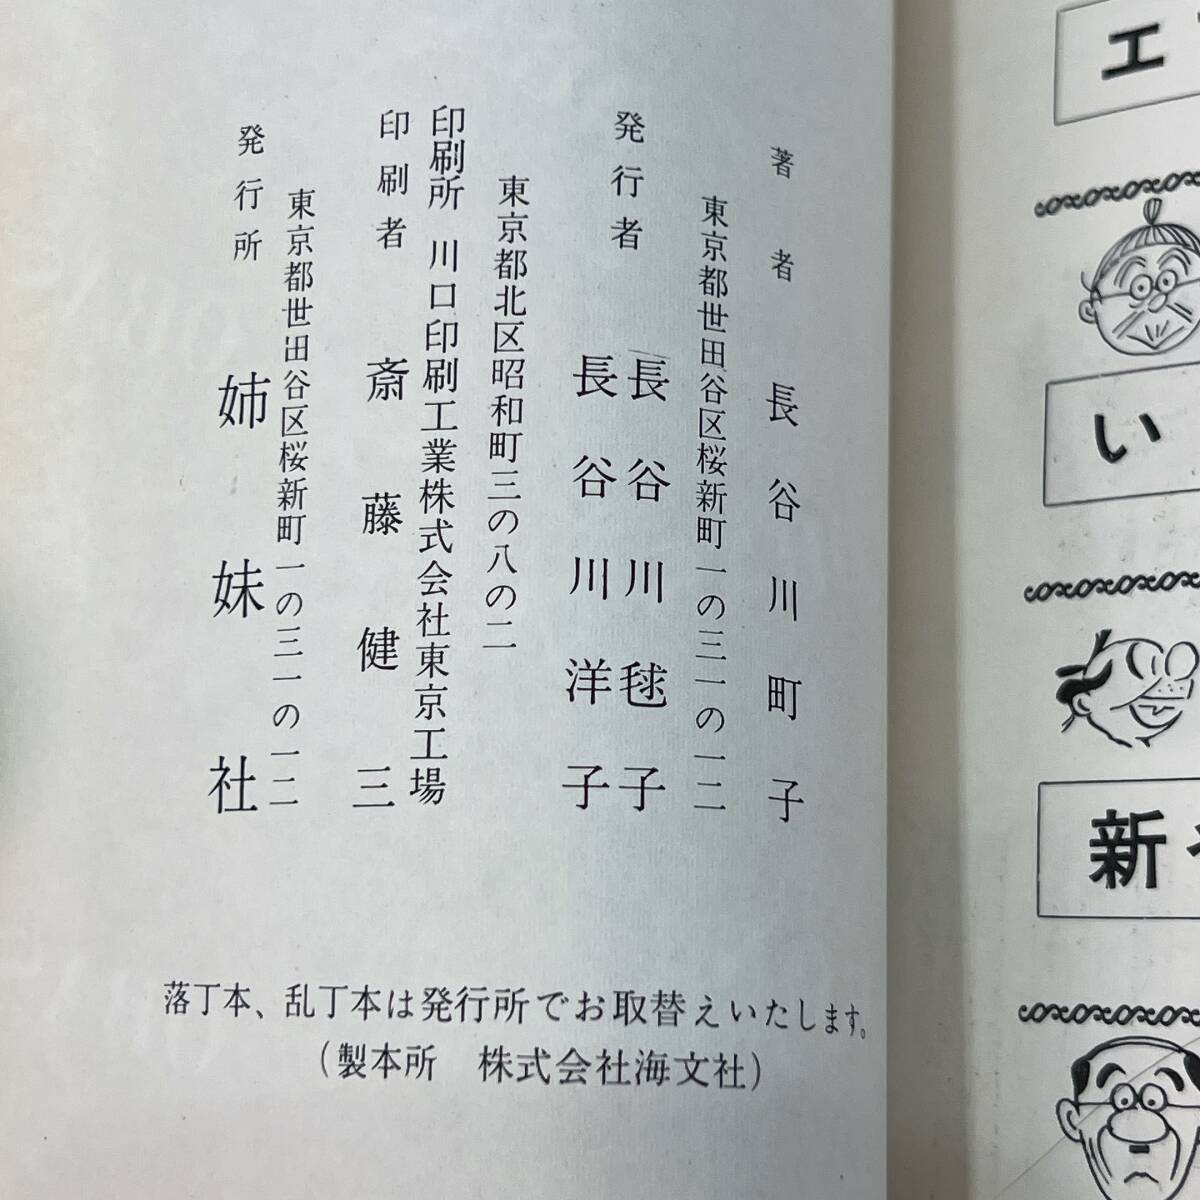 著者 長谷川町子
東京都世田谷区桜新町一の三一の一二
発行者 長谷川毬子
長谷川洋子
東京都北区昭和町三の八の二
印刷所 川口印刷工業株式会社東京工場
印刷者 斎藤健三
東京都世田谷区桜新町一の三一の一二
発行所 姉妹社
落丁本、乱丁本は発行所でお取替えいたします。
(製本所 株式会社海文社)
エ
い
新